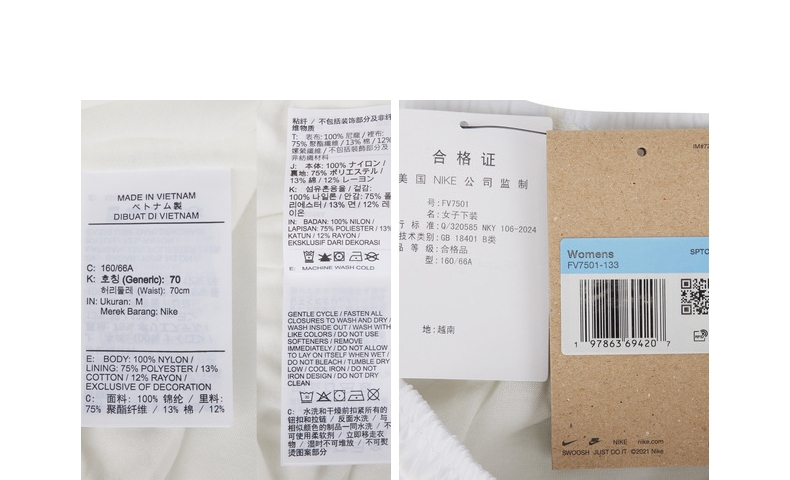 MADE IN VIETNAM
ベトナム製
DIBUAT DI VIETNAM
C: 160/66A
K: 호칭 (Generic): 70
허리둘레 (Waist): 70cm
IN: Ukuran: M
Merek Barang: Nike
E: BODY: 100% NYLON /
LINING: 75% POLYESTER / 13%
COTTON / 12% RAYON /
EXCLUSIVE OF DECORATION
C: 面料: 100% 锦纶 / 里料:
75% 聚酯纤维 / 13% 棉 / 12%
粘纤 / 不包括装饰部分及非纤
维物质
T: 表布: 100% 尼龍 / 裡布:
75% 聚酯纖維 / 13% 棉 / 12%
嫘縈纖維 / 不包括裝飾部分及
非紡織材料
J: 本体: 100% ナイロン /
裏地: 75% ポリエステル /
13% 綿 / 12% レーヨン
K: 섬유혼용율 / 겉감:
100% 나일론 / 안감: 75% 폴
리에스터 / 13% 면 / 12% 레
이온
IN: BADAN: 100% NILON /
LAPISAN: 75% POLIESTER / 13%
KATUN / 12% RAYON /
EKSKLUSIF DARI DEKORASI
E: MACHINE WASH COLD
GENTLE CYCLE / FASTEN ALL
CLOSURES TO WASH AND DRY /
WASH INSIDE OUT / WASH WITH
LIKE COLORS / DO NOT USE
SOFTENERS / REMOVE
IMMEDIATELY / DO NOT ALLOW
TO LAY ON ITSELF WHEN WET /
DO NOT BLEACH / TUMBLE DRY
LOW / COOL IRON / DO NOT
IRON DESIGN / DO NOT DRY
CLEAN
C: 水洗和干燥前扣紧所有的
钮扣和拉链 / 反面水洗 / 与
相似颜色的制品一同水洗 / 不
可使用柔软剂 / 立即移走衣
物 / 湿时不可堆放 / 不可熨
烫图案部分
合格证
美国 NIKE 公司监制
号: FV7501
名: 女子下装
行 标准: Q/320585 NKY 106-2024
技术类别: GB 18401 B类
品 等 级: 合格品
型: 160/66A
地: 越南
IM#72
Womens
FV7501-133
SPTC
1 97863 69420 7
NIKE nike.com
SWOOSH JUST DO IT ©2021 Nike